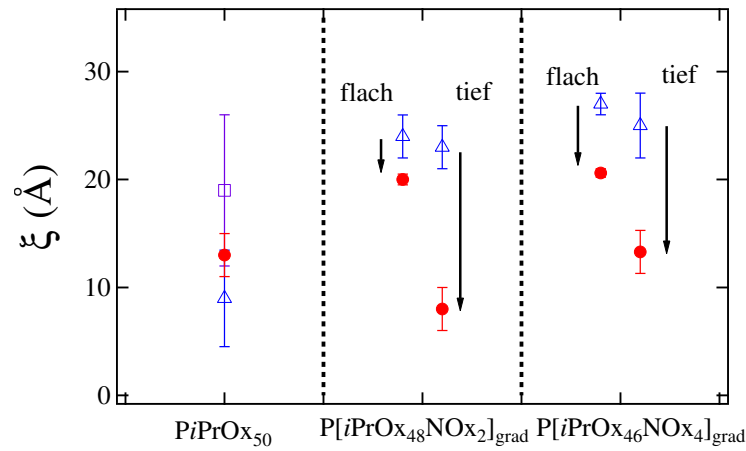 30
20
10
0
ξ (Å)
flach
tief
flach
tief
PiPrOx₅₀
P[iPrOx₄₈NOx₂]grad
P[iPrOx₄₆NOx₄]grad